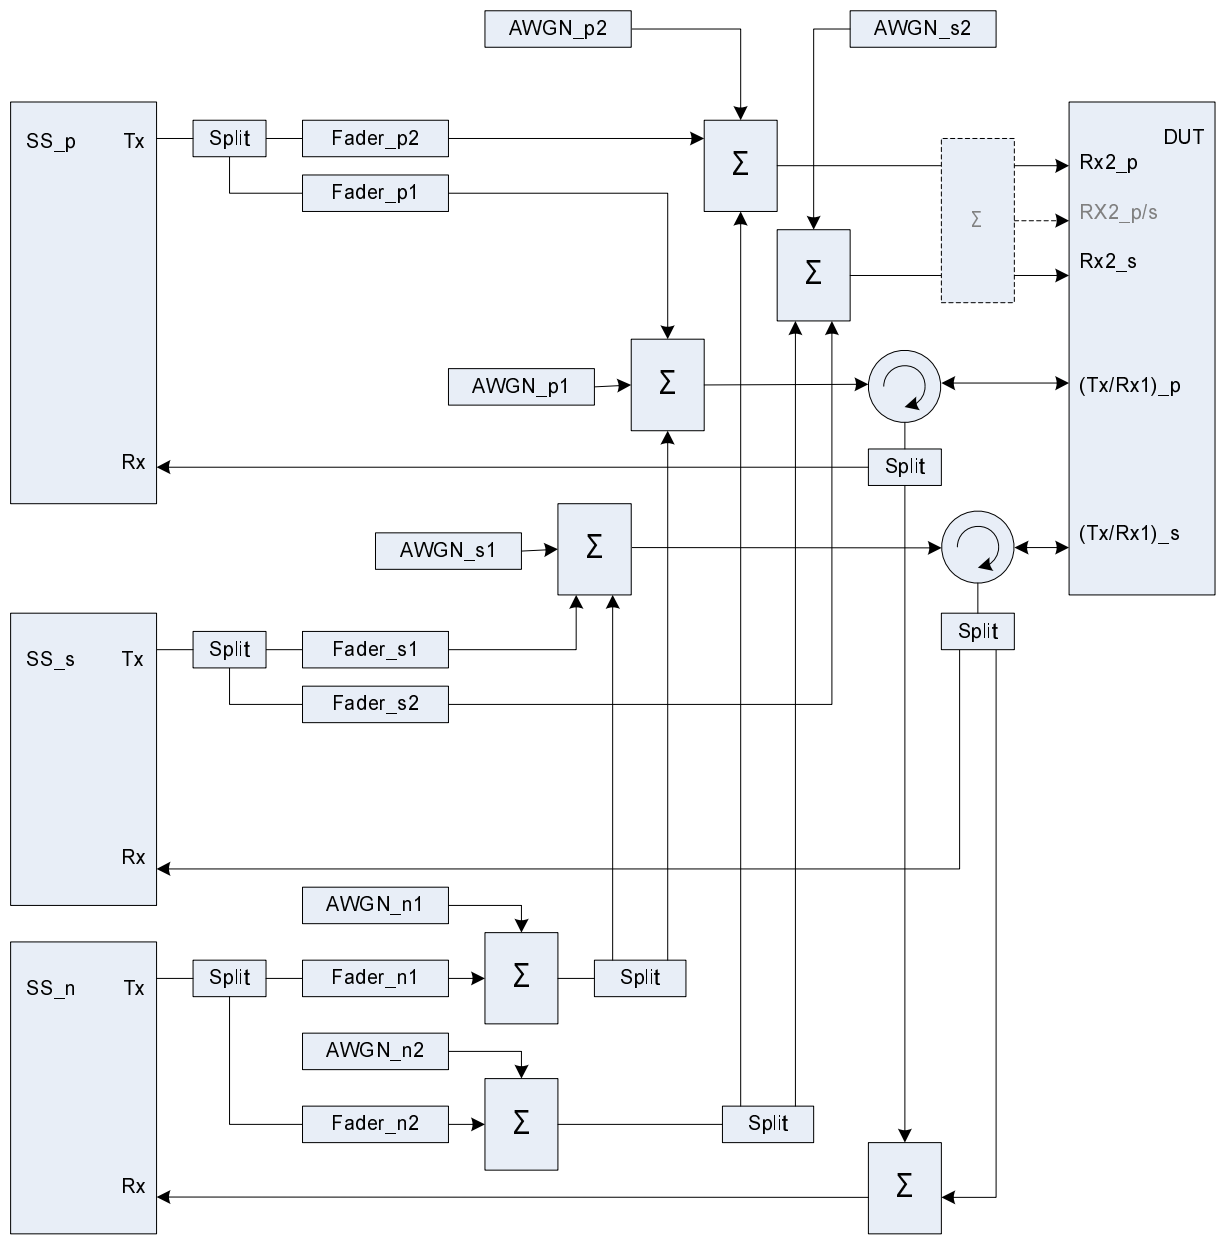 AWGN_p2
AWGN_s2
SS_p
Tx
Split
Fader_p2
Fader_p1
Σ
DUT
Rx2_p
Σ
RX2_p/s
Rx2_s
Σ
AWGN_p1
Σ
(Tx/Rx1)_p
Rx
Split
AWGN_s1
Σ
(Tx/Rx1)_s
SS_s
Tx
Split
Fader_s1
Fader_s2
Split
Rx
AWGN_n1
SS_n
Tx
Split
Fader_n1
Σ
Split
AWGN_n2
Fader_n2
Σ
Split
Rx
Σ